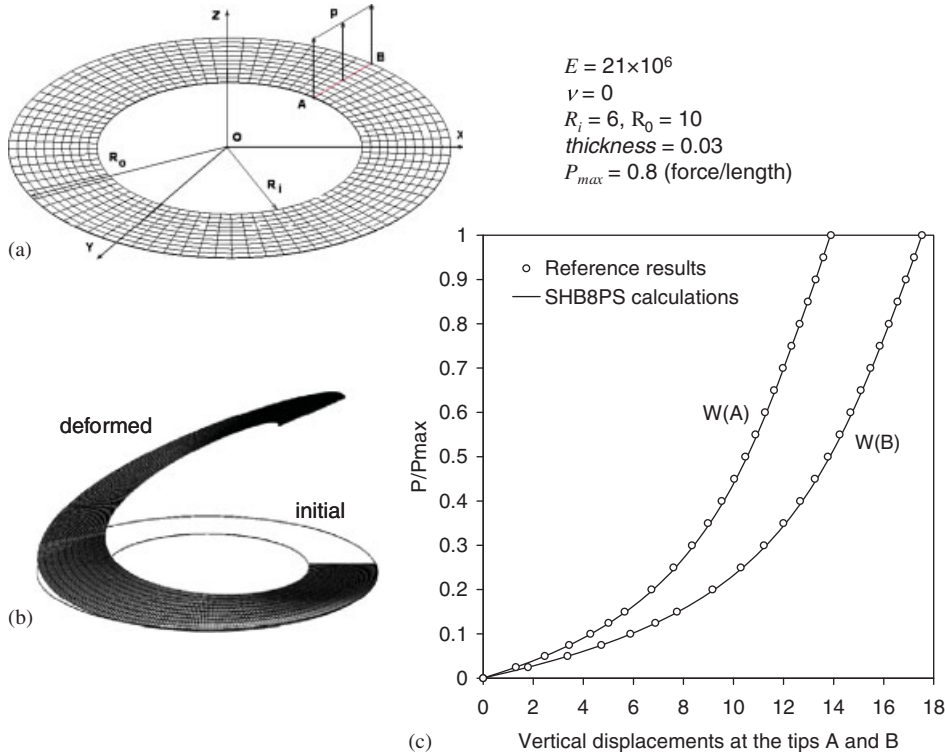 Z
P
B
A
O
X
R₀
Rᵢ
Y
(a)
E = 21×10⁶
ν = 0
Rᵢ = 6, R₀ = 10
thickness = 0.03
Pₘₐₓ = 0.8 (force/length)
deformed
initial
(b)
1
0.9
0.8
0.7
0.6
0.5
0.4
0.3
0.2
0.1
0
P/Pmax
Reference results
SHB8PS calculations
W(A)
W(B)
0 2 4 6 8 10 12 14 16 18
(c)
Vertical displacements at the tips A and B